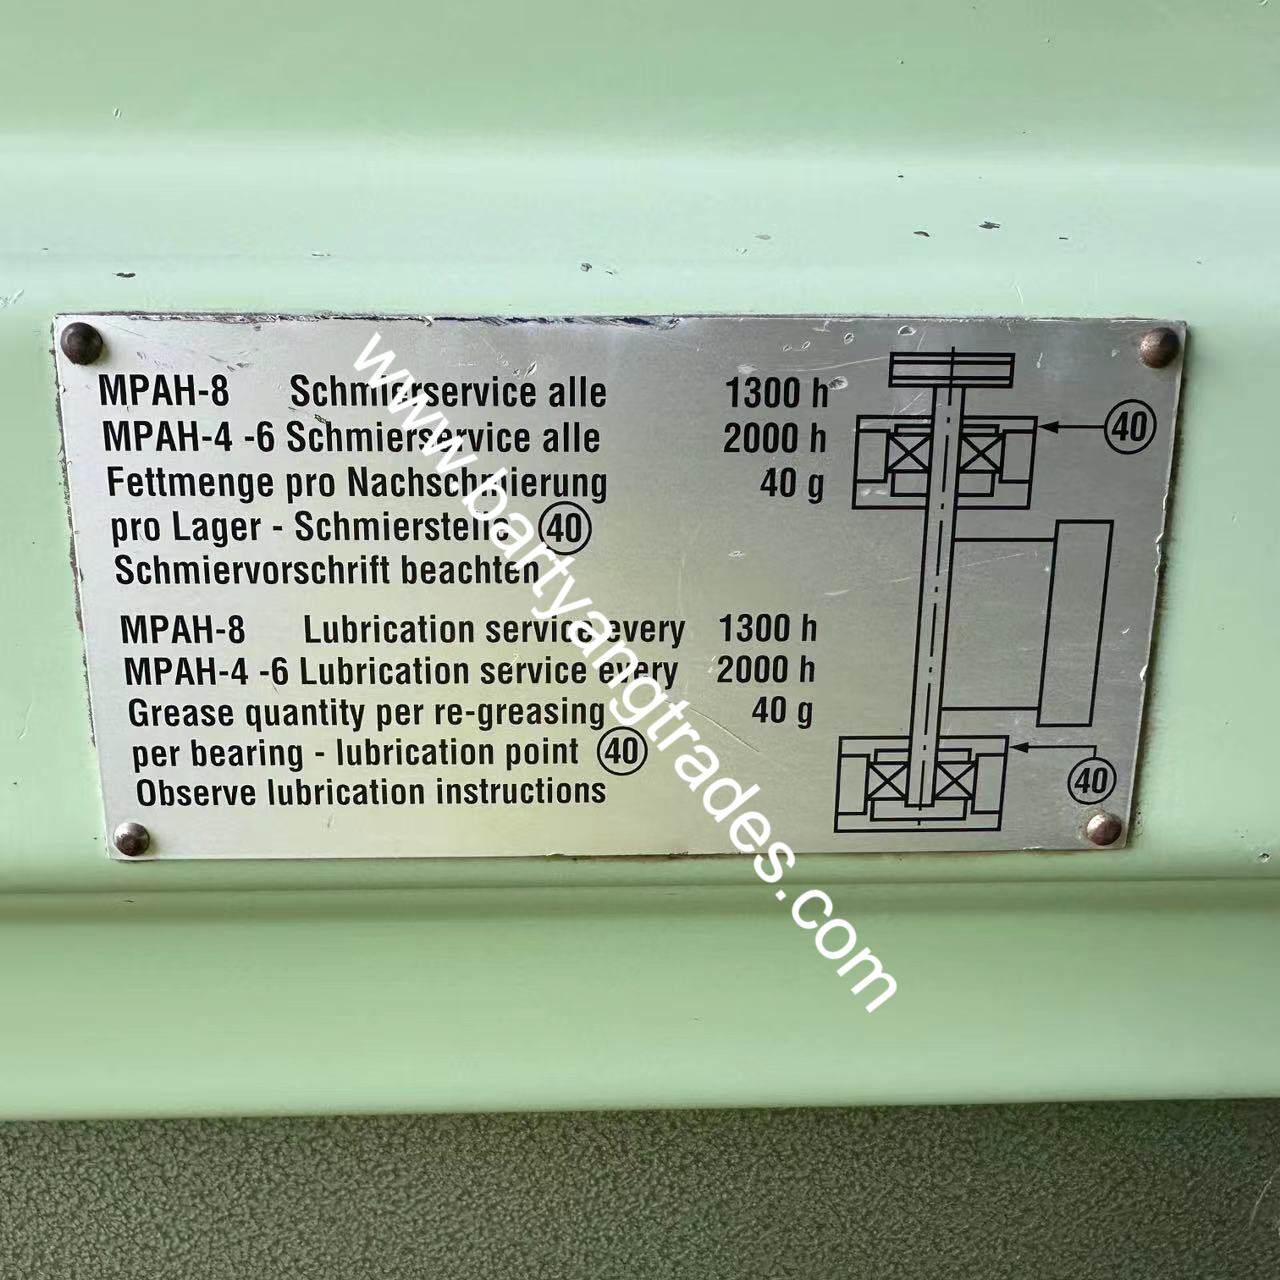 MPAH-8 Schmierservice alle 1300 h
MPAH-4 -6 Schmierservice alle 2000 h
Fettmenge pro Nachschmierung 40 g
pro Lager - Schmierstelle 40
Schmiervorschrift beachten
MPAH-8 Lubrication service every 1300 h
MPAH-4 -6 Lubrication service every 2000 h
Grease quantity per re-greasing 40 g
per bearing - lubrication point 40
Observe lubrication instructions
40
40
www.bartyangtrades.com